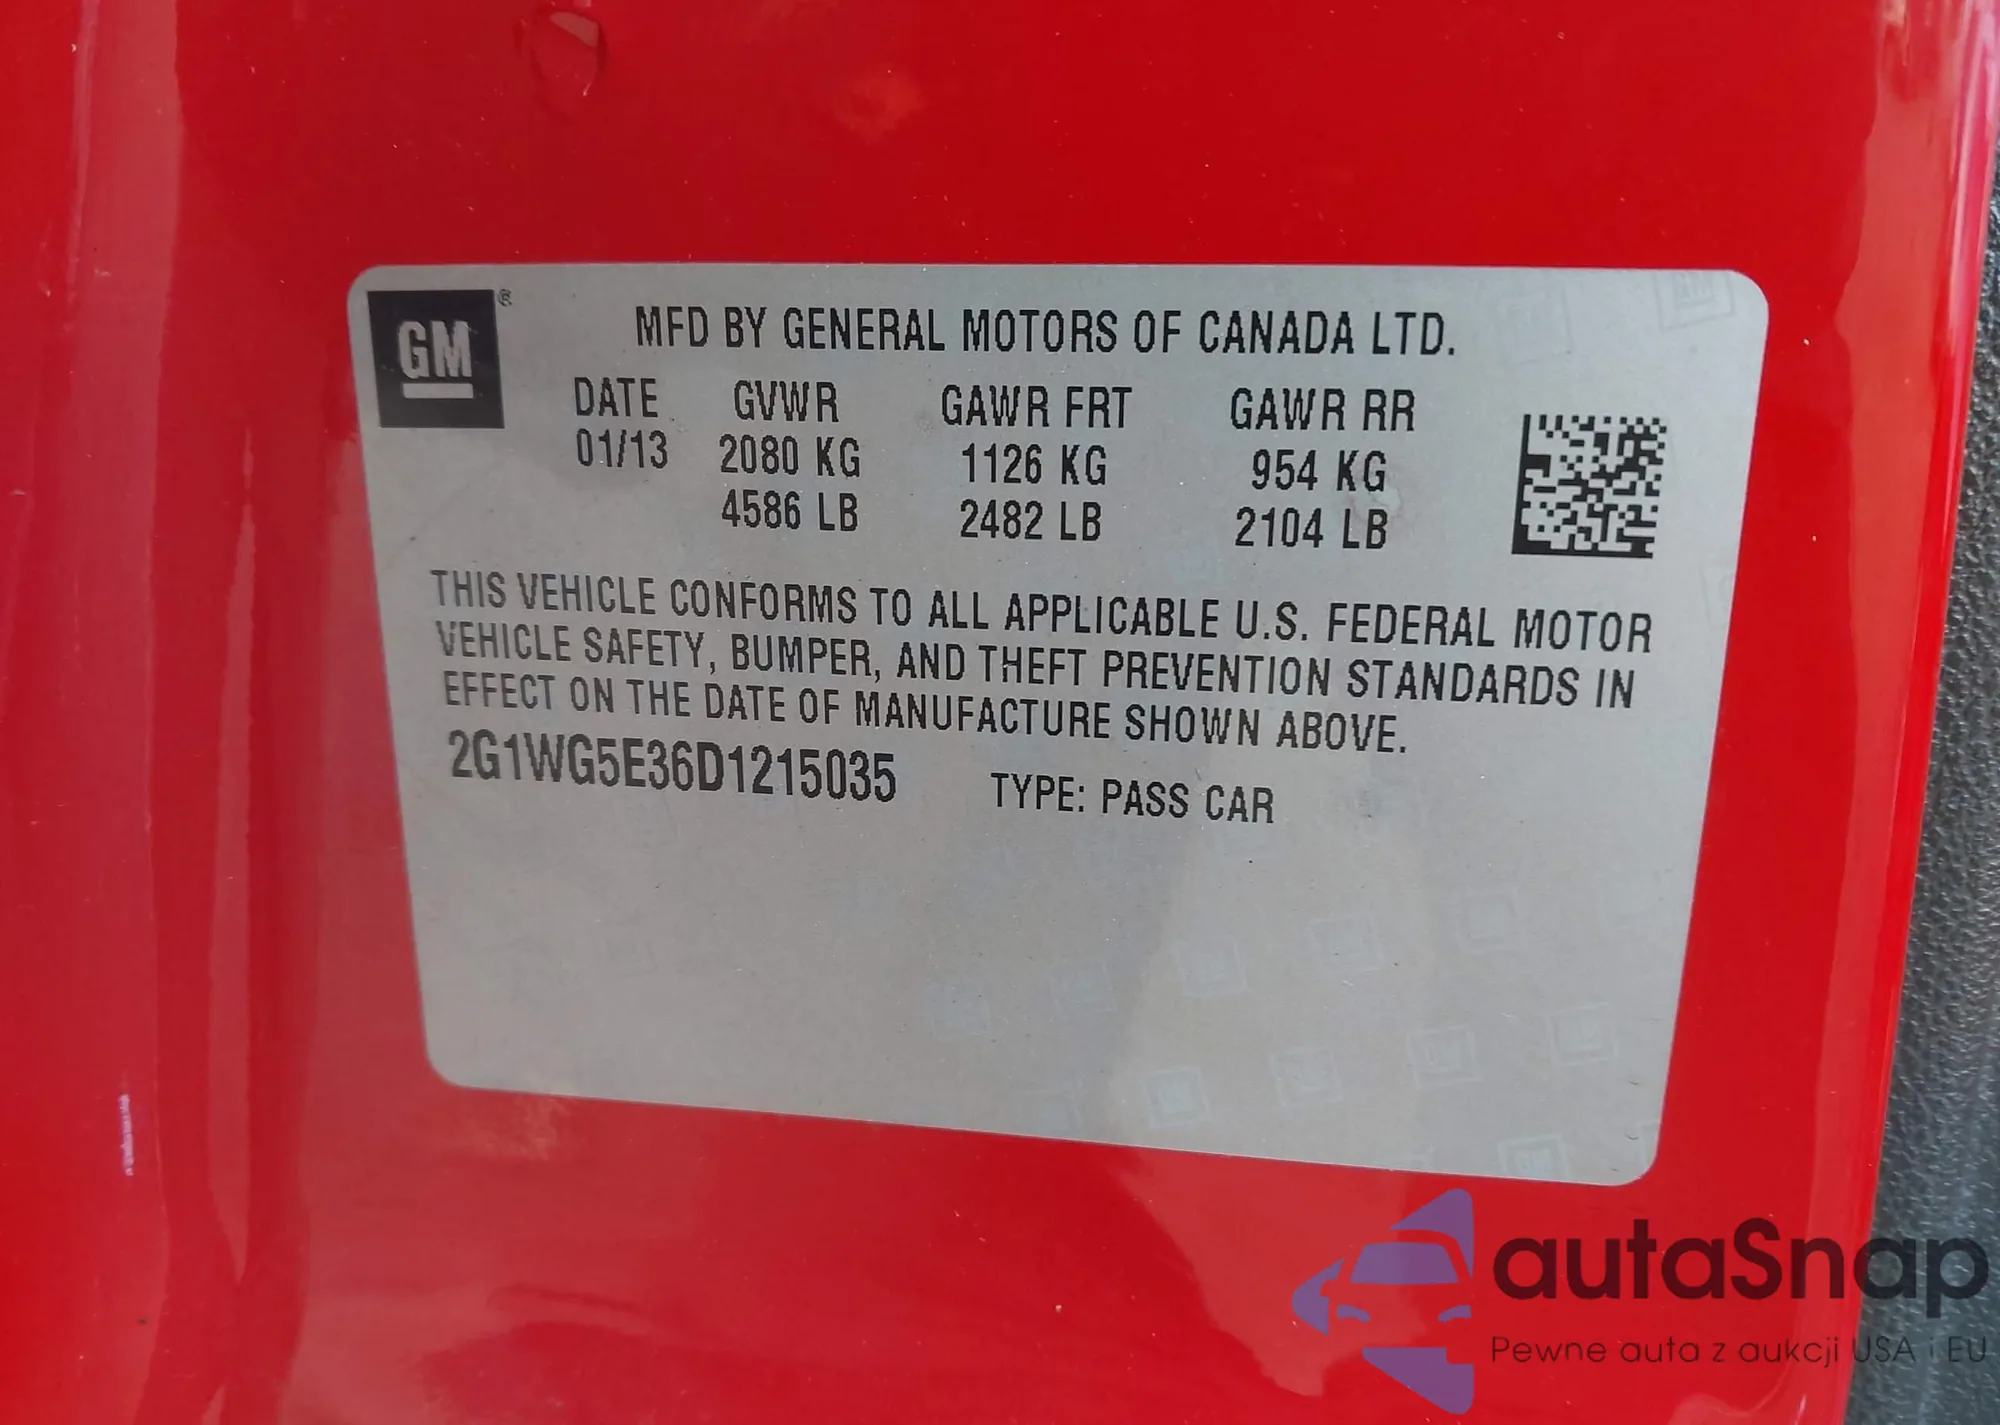 GM®
MFD BY GENERAL MOTORS OF CANADA LTD.
DATE GVWR GAWR FRT GAWR RR
01/13 2080 KG 1126 KG 954 KG
4586 LB 2482 LB 2104 LB
THIS VEHICLE CONFORMS TO ALL APPLICABLE U.S. FEDERAL MOTOR
VEHICLE SAFETY, BUMPER, AND THEFT PREVENTION STANDARDS IN
EFFECT ON THE DATE OF MANUFACTURE SHOWN ABOVE.
2G1WG5E36D1215035 TYPE: PASS CAR
autaSnap
Pewne auta z aukcji USA i EU